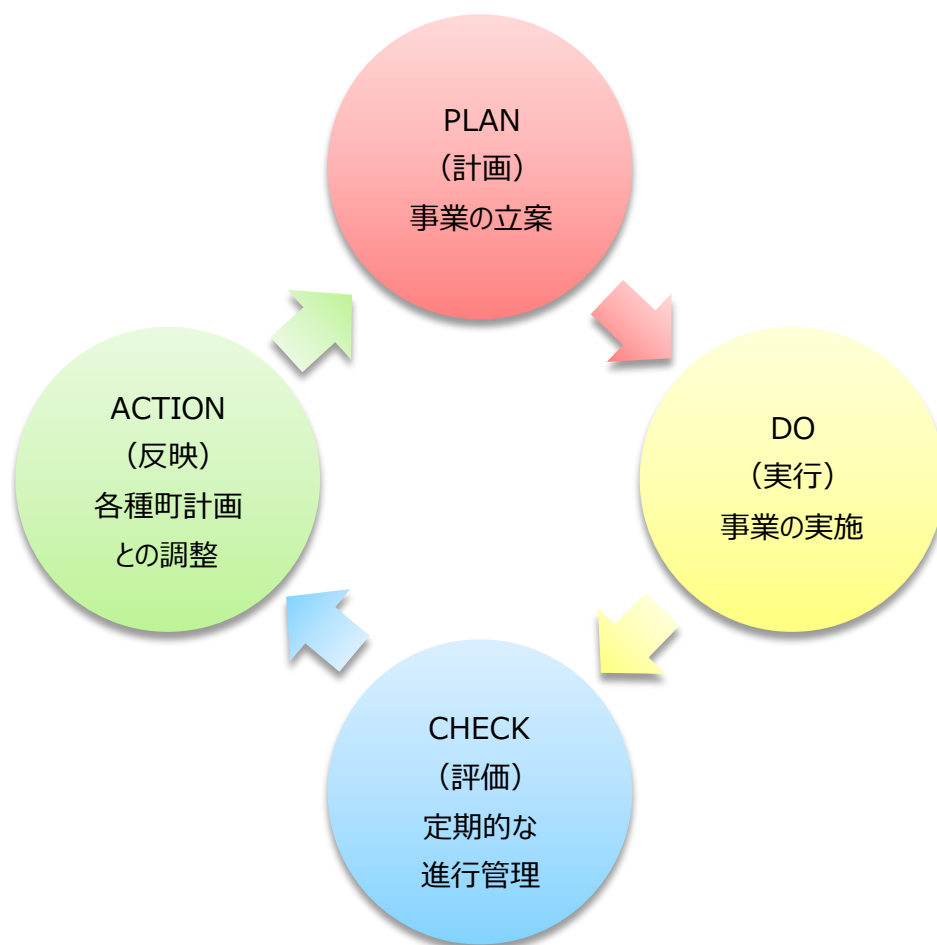 PLAN
（計画）
事業の立案
DO
（実行）
事業の実施
CHECK
（評価）
定期的な
進行管理
ACTION
（反映）
各種町計画
との調整